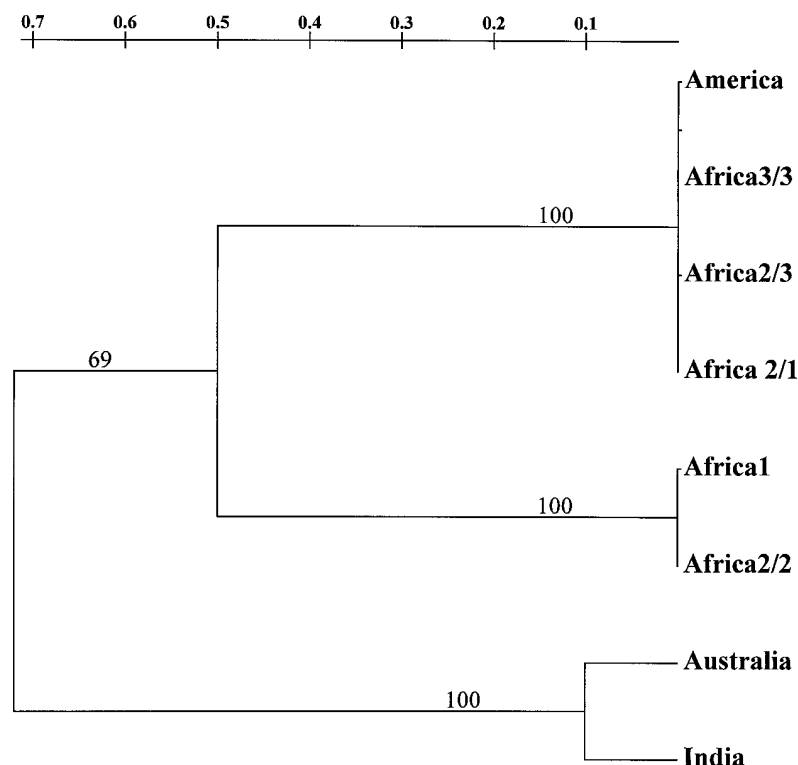 0.7 0.6 0.5 0.4 0.3 0.2 0.1
America
Africa3/3
100
Africa2/3
69
Africa 2/1
Africa1
100
Africa2/2
Australia
100
India